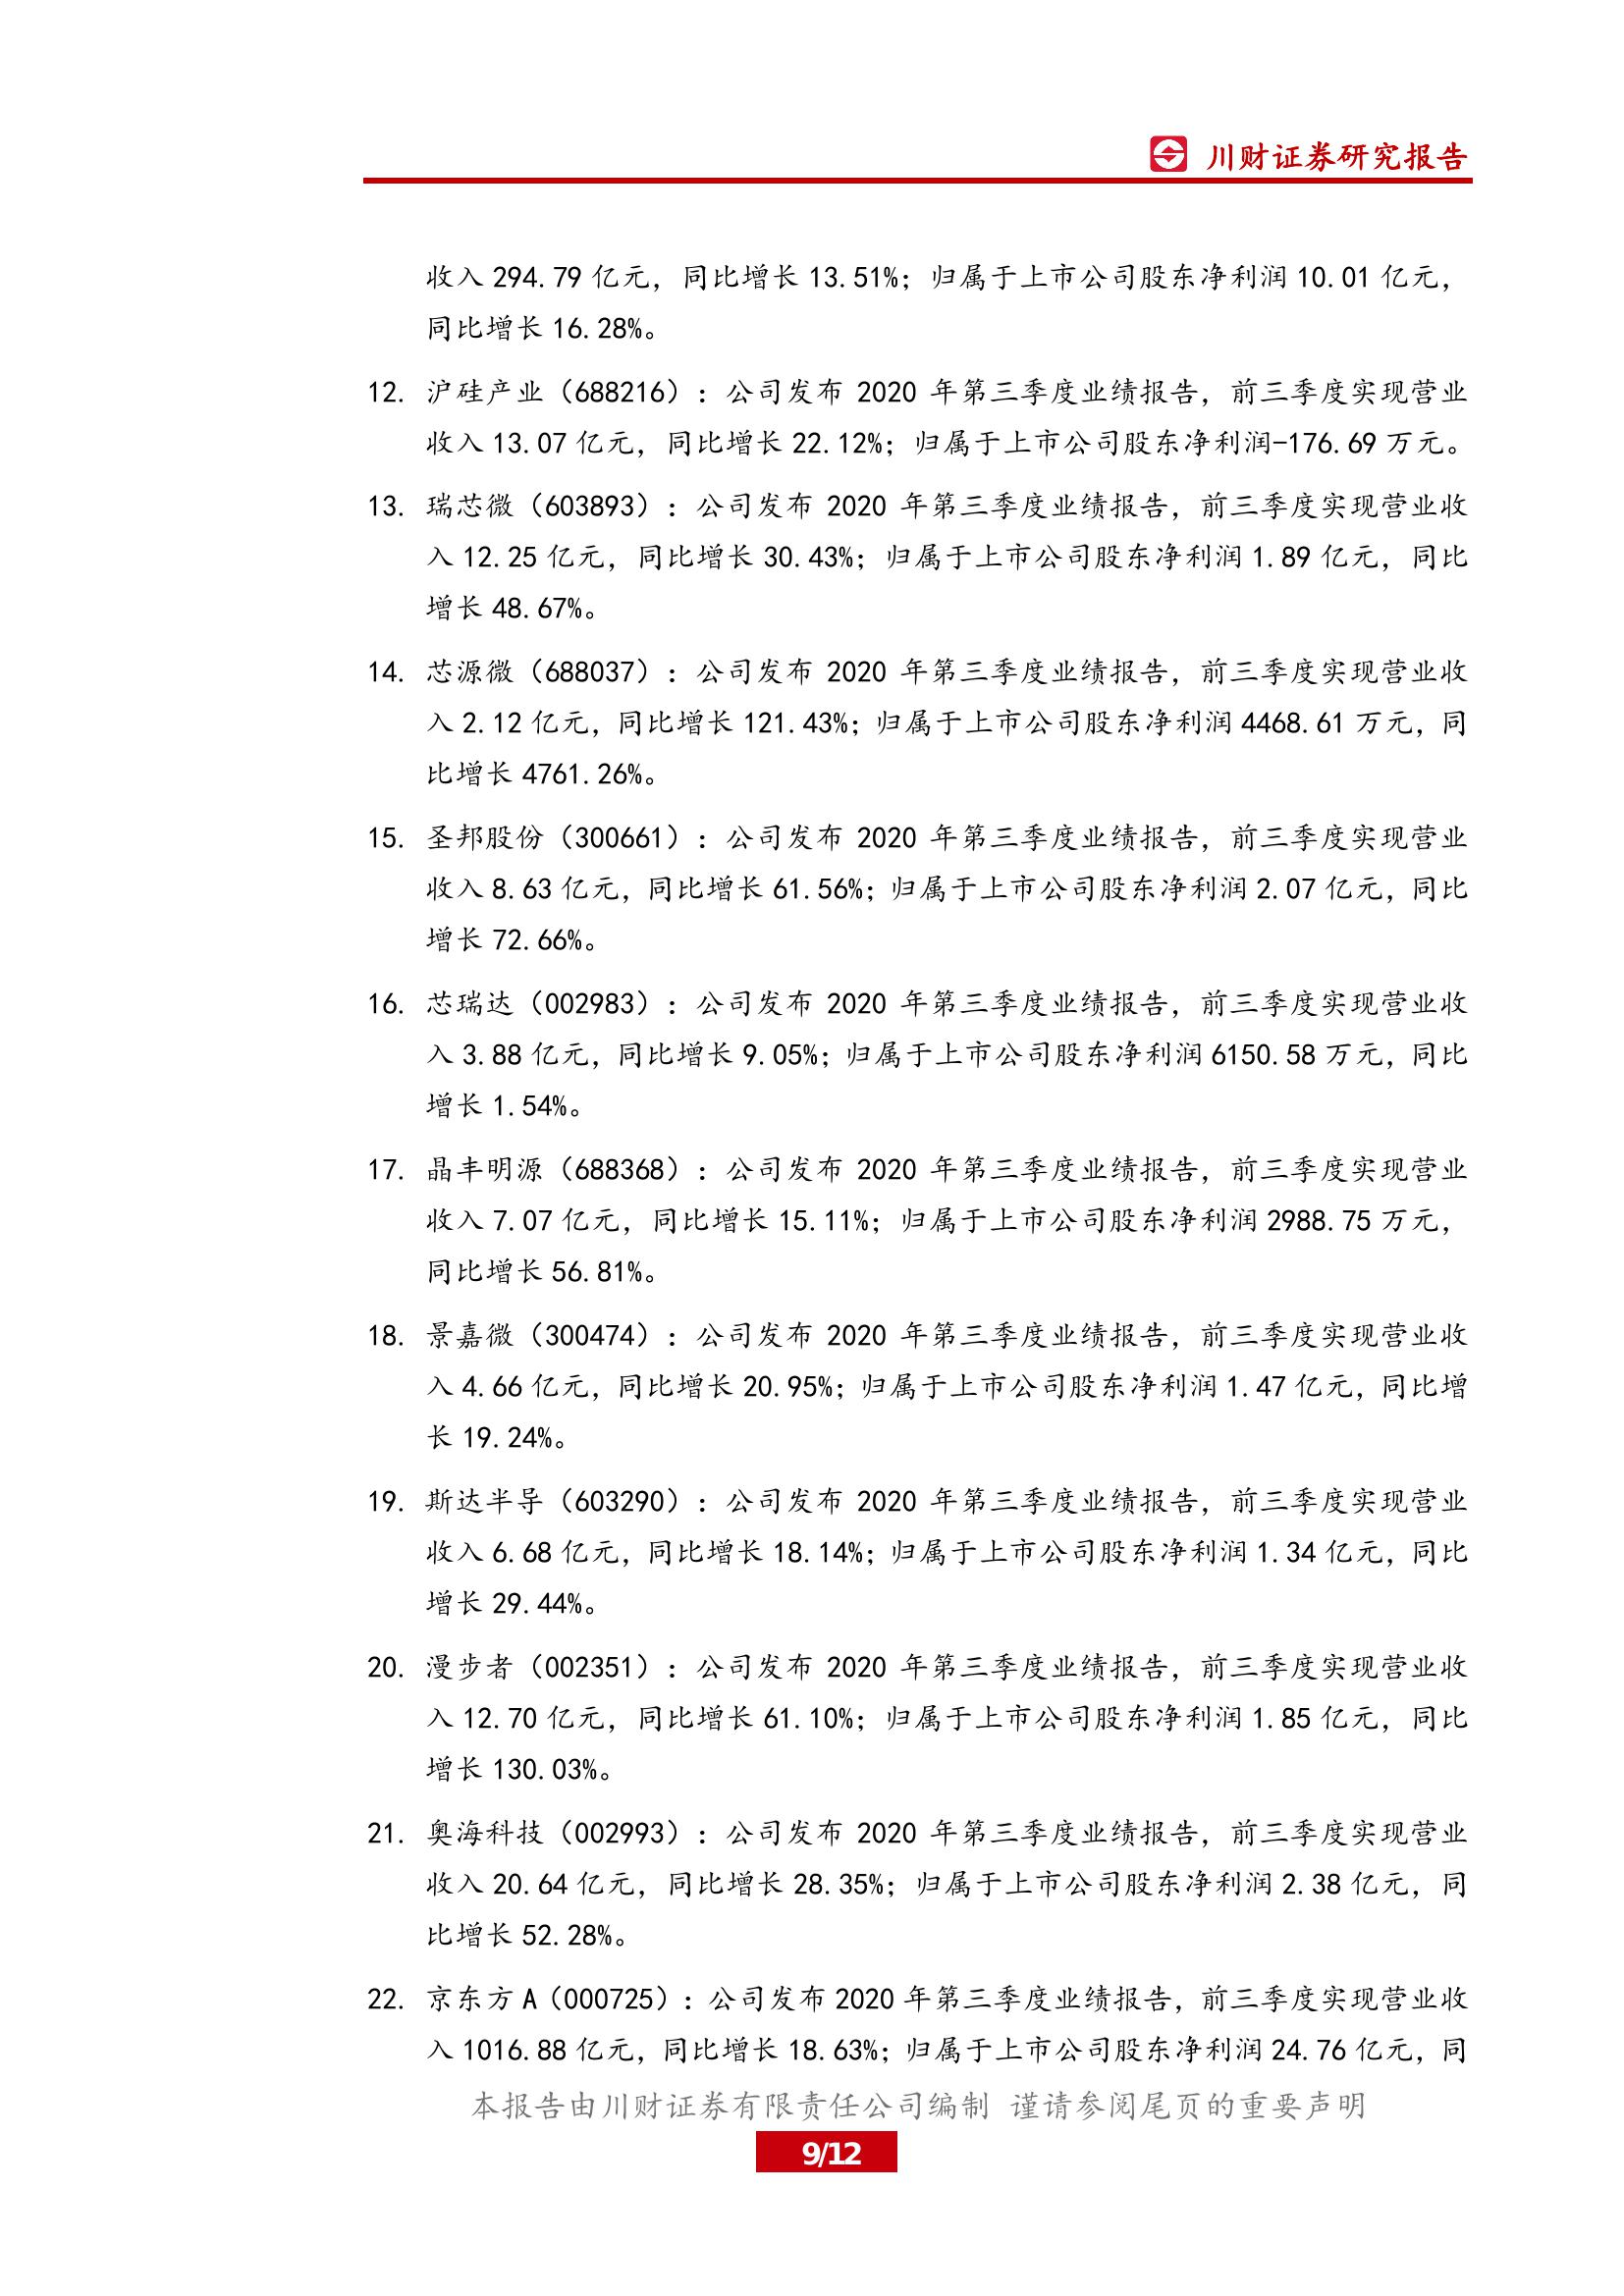 川财证券研究报告
收入 294.79 亿元，同比增长 13.51%；归属于上市公司股东净利润 10.01 亿元，
同比增长 16.28%。
12. 沪硅产业（688216）：公司发布 2020 年第三季度业绩报告，前三季度实现营业
收入 13.07 亿元，同比增长 22.12%；归属于上市公司股东净利润-176.69 万元。
13. 瑞芯微（603893）：公司发布 2020 年第三季度业绩报告，前三季度实现营业收
入 12.25 亿元，同比增长 30.43%；归属于上市公司股东净利润 1.89 亿元，同比
增长 48.67%。
14. 芯源微（688037）：公司发布 2020 年第三季度业绩报告，前三季度实现营业收
入 2.12 亿元，同比增长 121.43%；归属于上市公司股东净利润 4468.61 万元，同
比增长 4761.26%。
15. 圣邦股份（300661）：公司发布 2020 年第三季度业绩报告，前三季度实现营业
收入 8.63 亿元，同比增长 61.56%；归属于上市公司股东净利润 2.07 亿元，同比
增长 72.66%。
16. 芯瑞达（002983）：公司发布 2020 年第三季度业绩报告，前三季度实现营业收
入 3.88 亿元，同比增长 9.05%；归属于上市公司股东净利润 6150.58 万元，同比
增长 1.54%。
17. 晶丰明源（688368）：公司发布 2020 年第三季度业绩报告，前三季度实现营业
收入 7.07 亿元，同比增长 15.11%；归属于上市公司股东净利润 2988.75 万元，
同比增长 56.81%。
18. 景嘉微（300474）：公司发布 2020 年第三季度业绩报告，前三季度实现营业收
入 4.66 亿元，同比增长 20.95%；归属于上市公司股东净利润 1.47 亿元，同比增
长 19.24%。
19. 斯达半导（603290）：公司发布 2020 年第三季度业绩报告，前三季度实现营业
收入 6.68 亿元，同比增长 18.14%；归属于上市公司股东净利润 1.34 亿元，同比
增长 29.44%。
20. 漫步者（002351）：公司发布 2020 年第三季度业绩报告，前三季度实现营业收
入 12.70 亿元，同比增长 61.10%；归属于上市公司股东净利润 1.85 亿元，同比
增长 130.03%。
21. 奥海科技（002993）：公司发布 2020 年第三季度业绩报告，前三季度实现营业
收入 20.64 亿元，同比增长 28.35%；归属于上市公司股东净利润 2.38 亿元，同
比增长 52.28%。
22. 京东方 A（000725）：公司发布 2020 年第三季度业绩报告，前三季度实现营业收
入 1016.88 亿元，同比增长 18.63%；归属于上市公司股东净利润 24.76 亿元，同
本报告由川财证券有限责任公司编制 谨请参阅尾页的重要声明
9/12